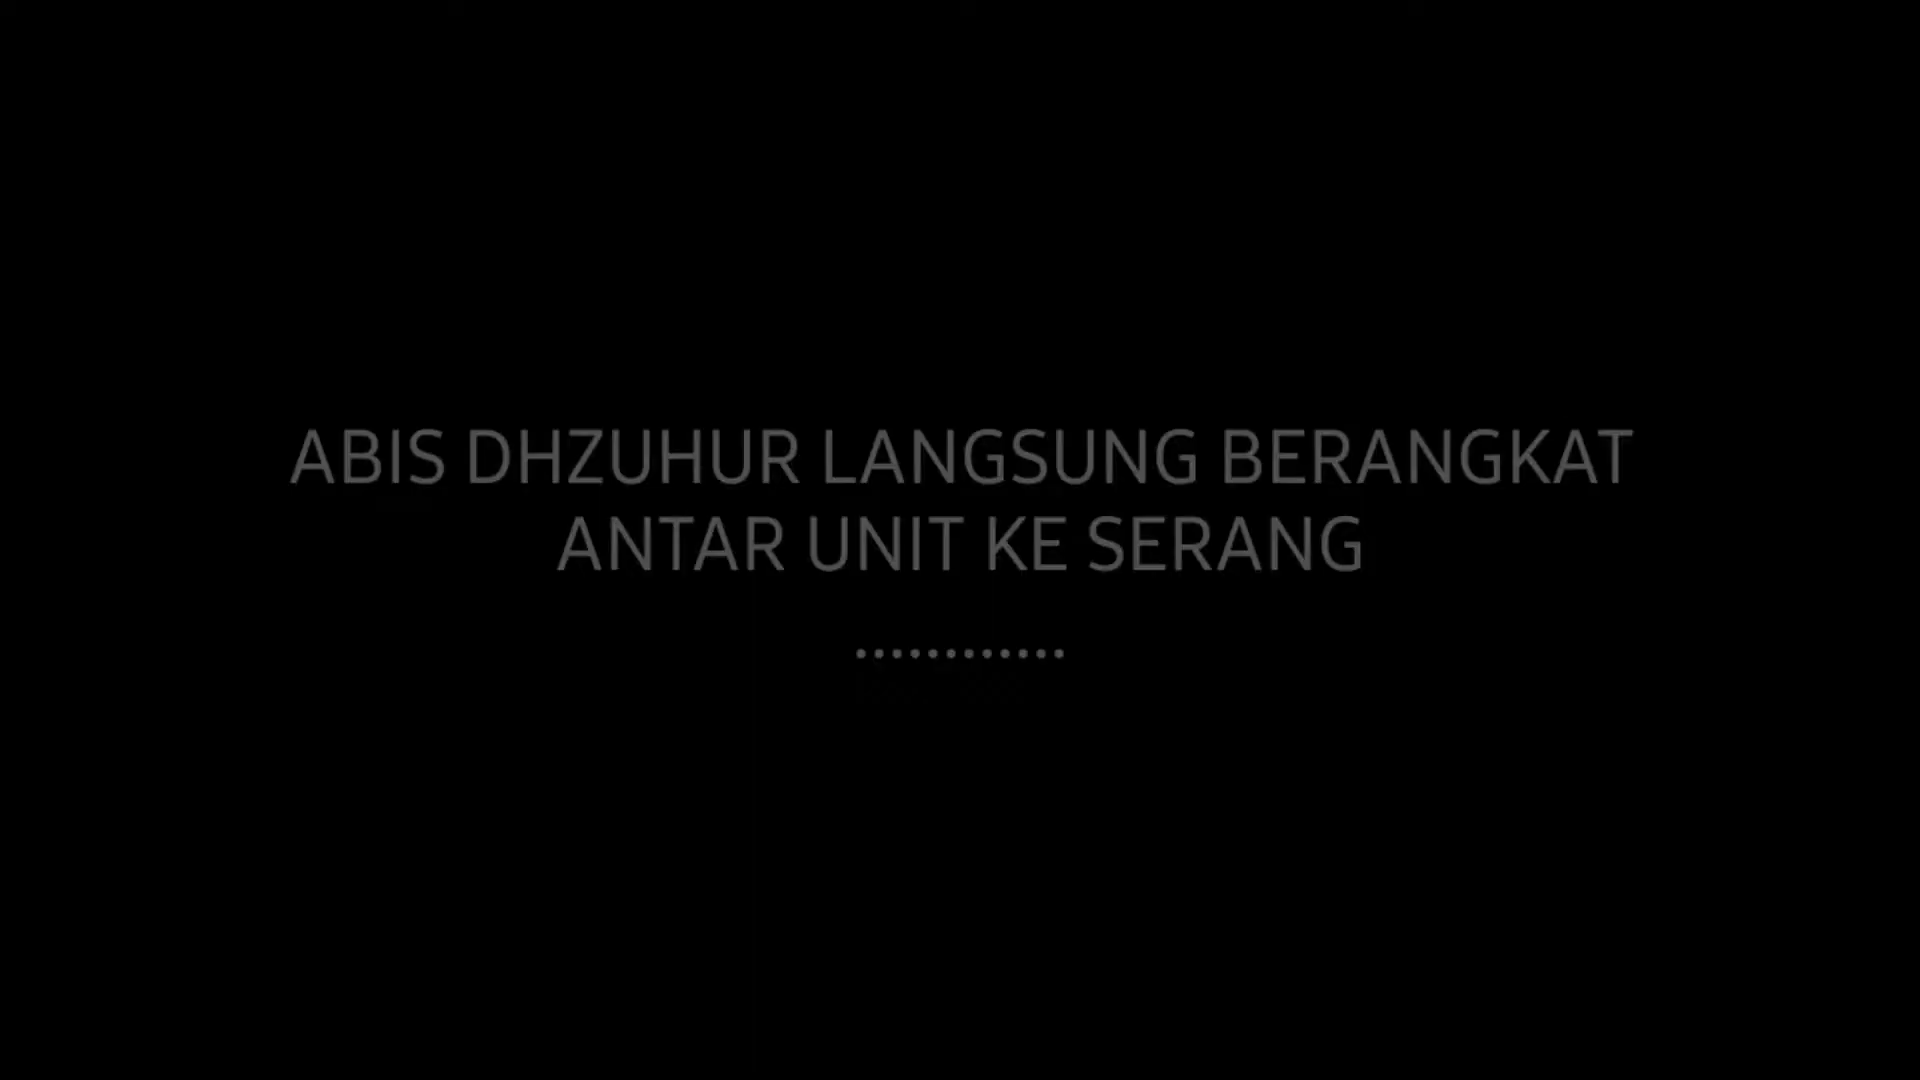 ABIS DHZUHUR LANGSUNG BERANGKAT
ANTAR UNIT KE SERANG
............